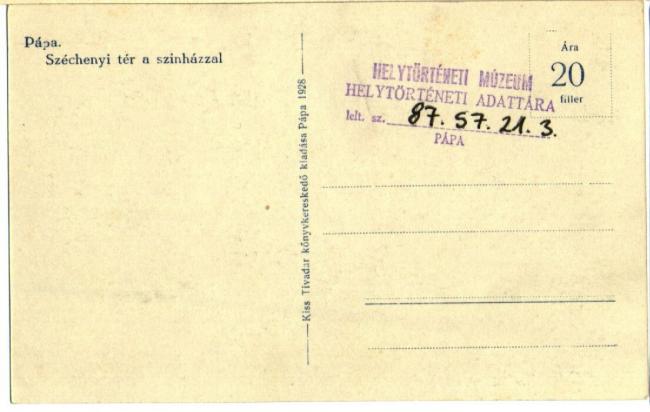 Pápa.
Széchenyi tér a szinházzal
Kiss Tivadar könyvkereskedő kiadása Pápa 1928
Ára
20
filler
HELYTÖRTÉNETI MÚZEUM
HELYTÖRTÉNETI ADATTÁRA
lelt. sz. 87. 57. 21. 3.
PÁPA